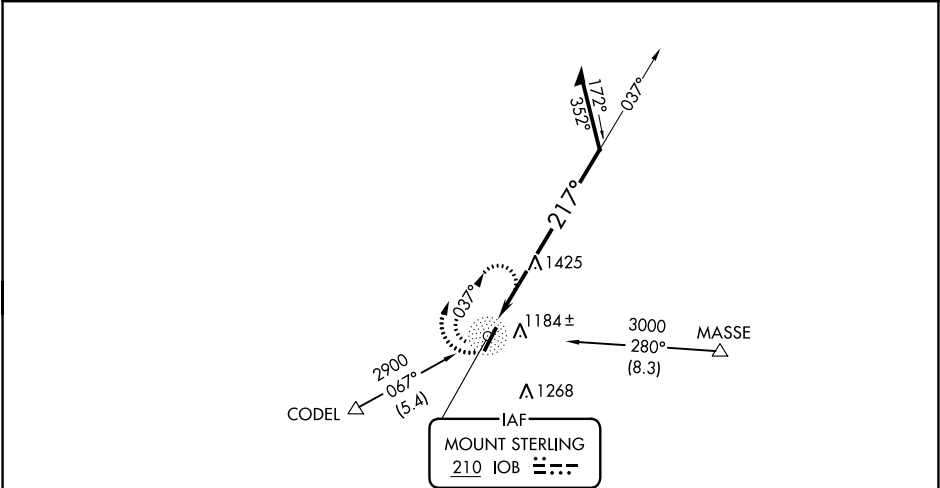 172°
352°
037°
217°
1425
037°
1184 ±
3000
280°
(8.3)
MASSE
2900
067°
(5.4)
1268
CODEL
IAF
MOUNT STERLING
210 IOB